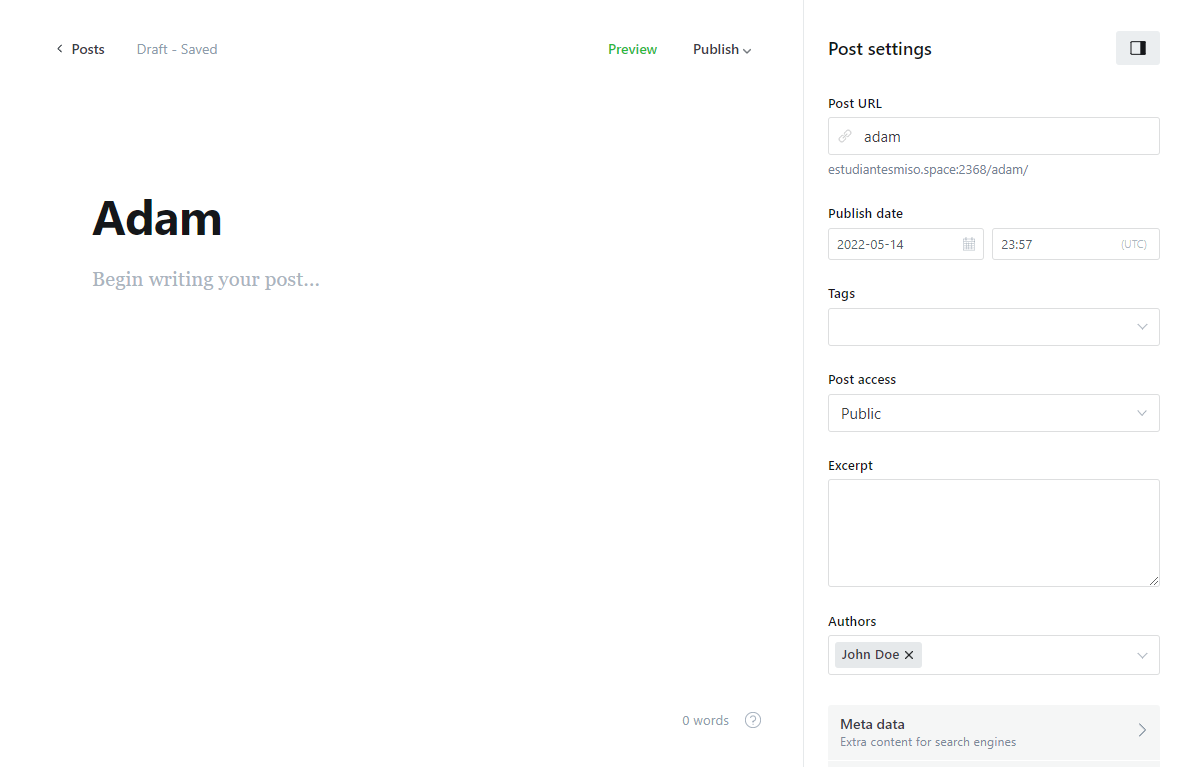 Posts Draft - Saved Preview Publish
Adam
Begin writing your post...
0 words ?
Post settings
Post URL
adam
estudiantesmiso.space:2368/adam/
Publish date
2022-05-14 23:57 (UTC)
Tags
Post access
Public
Excerpt
Authors
John Doe ×
Meta data
Extra content for search engines